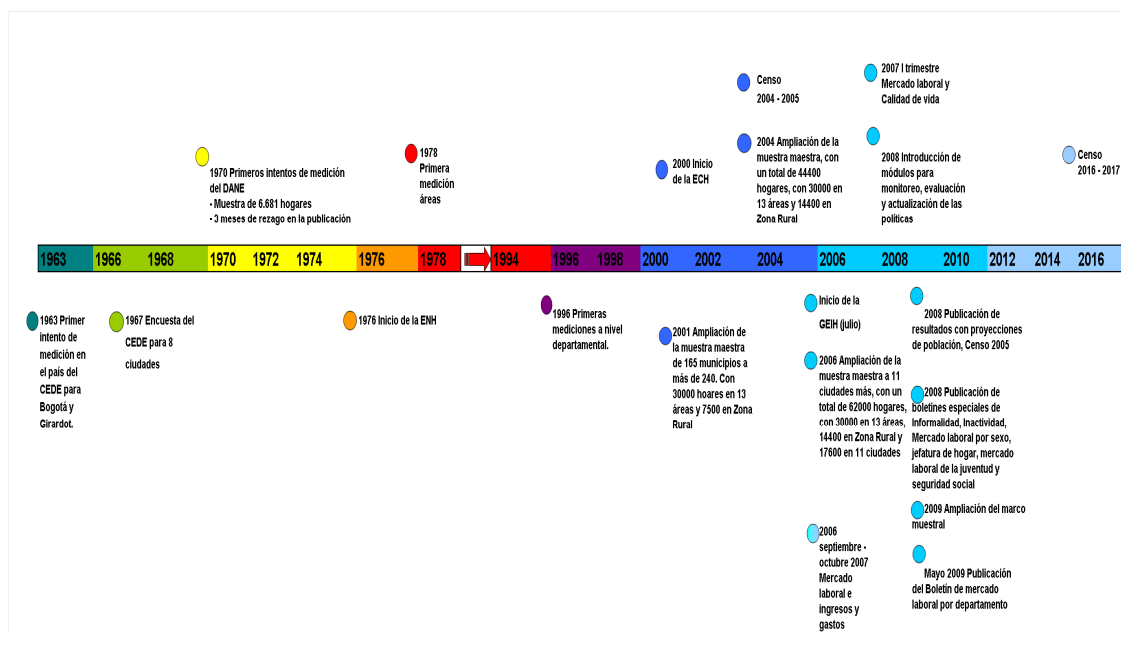 Censo
2004 - 2005
2007 I trimestre
Mercado laboral y
Calidad de vida
1970 Primeros intentos de medición
del DANE
- Muestra de 6.681 hogares
- 3 meses de rezago en la publicación
1978
Primera
medición
áreas
2000 Inicio
de la ECH
2004 Ampliación de la
muestra maestra, con
un total de 44400
hogares, con 30000 en
13 áreas y 14400 en
Zona Rural
2008 Introducción de
módulos para
monitoreo, evaluación
y actualización de las
políticas
Censo
2016 - 2017
1963 1966 1968 1970 1972 1974 1976 1978 1994 1996 1998 2000 2002 2004 2006 2008 2010 2012 2014 2016
1963 Primer
intento de
medición en
el país del
CEDE para
Bogotá y
Girardot.
1967 Encuesta del
CEDE para 8
ciudades
1976 Inicio de la ENH
1996 Primeras
mediciones a nivel
departamental.
2001 Ampliación de
la muestra maestra
de 165 municipios a
más de 240. Con
30000 hoares en 13
áreas y 7500 en Zona
Rural
Inicio de la
GEIH (julio)
2006 Ampliación de la
muestra maestra a 11
ciudades más, con un
total de 62000 hogares,
con 30000 en 13 áreas,
14400 en Zona Rural y
17600 en 11 ciudades
2006
septiembre -
octubre 2007
Mercado
laboral e
ingresos y
gastos
2008 Publicación de
resultados con proyecciones
de población, Censo 2005
2008 Publicación de
boletines especiales de
Informalidad, Inactividad,
Mercado laboral por sexo,
jefatura de hogar, mercado
laboral de la juventud y
seguridad social
2009 Ampliación del marco
muestral
Mayo 2009 Publicación
del Boletín de mercado
laboral por departamento